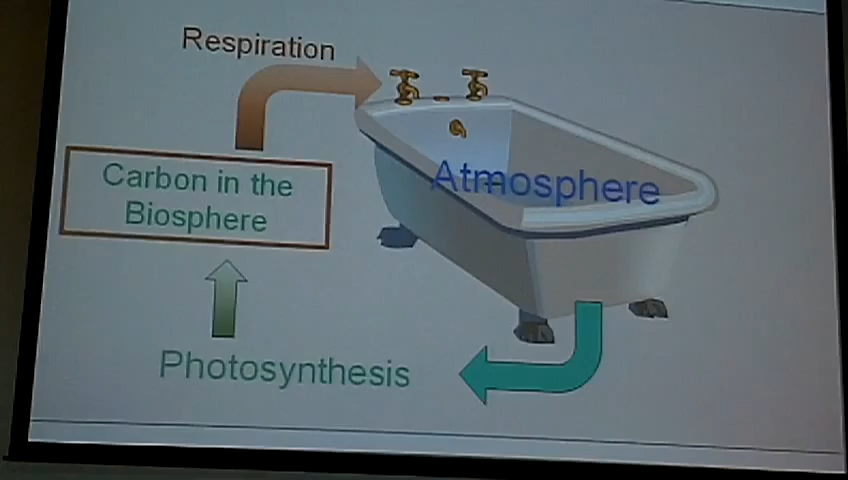 Respiration
Carbon in the
Biosphere
Atmosphere
Photosynthesis